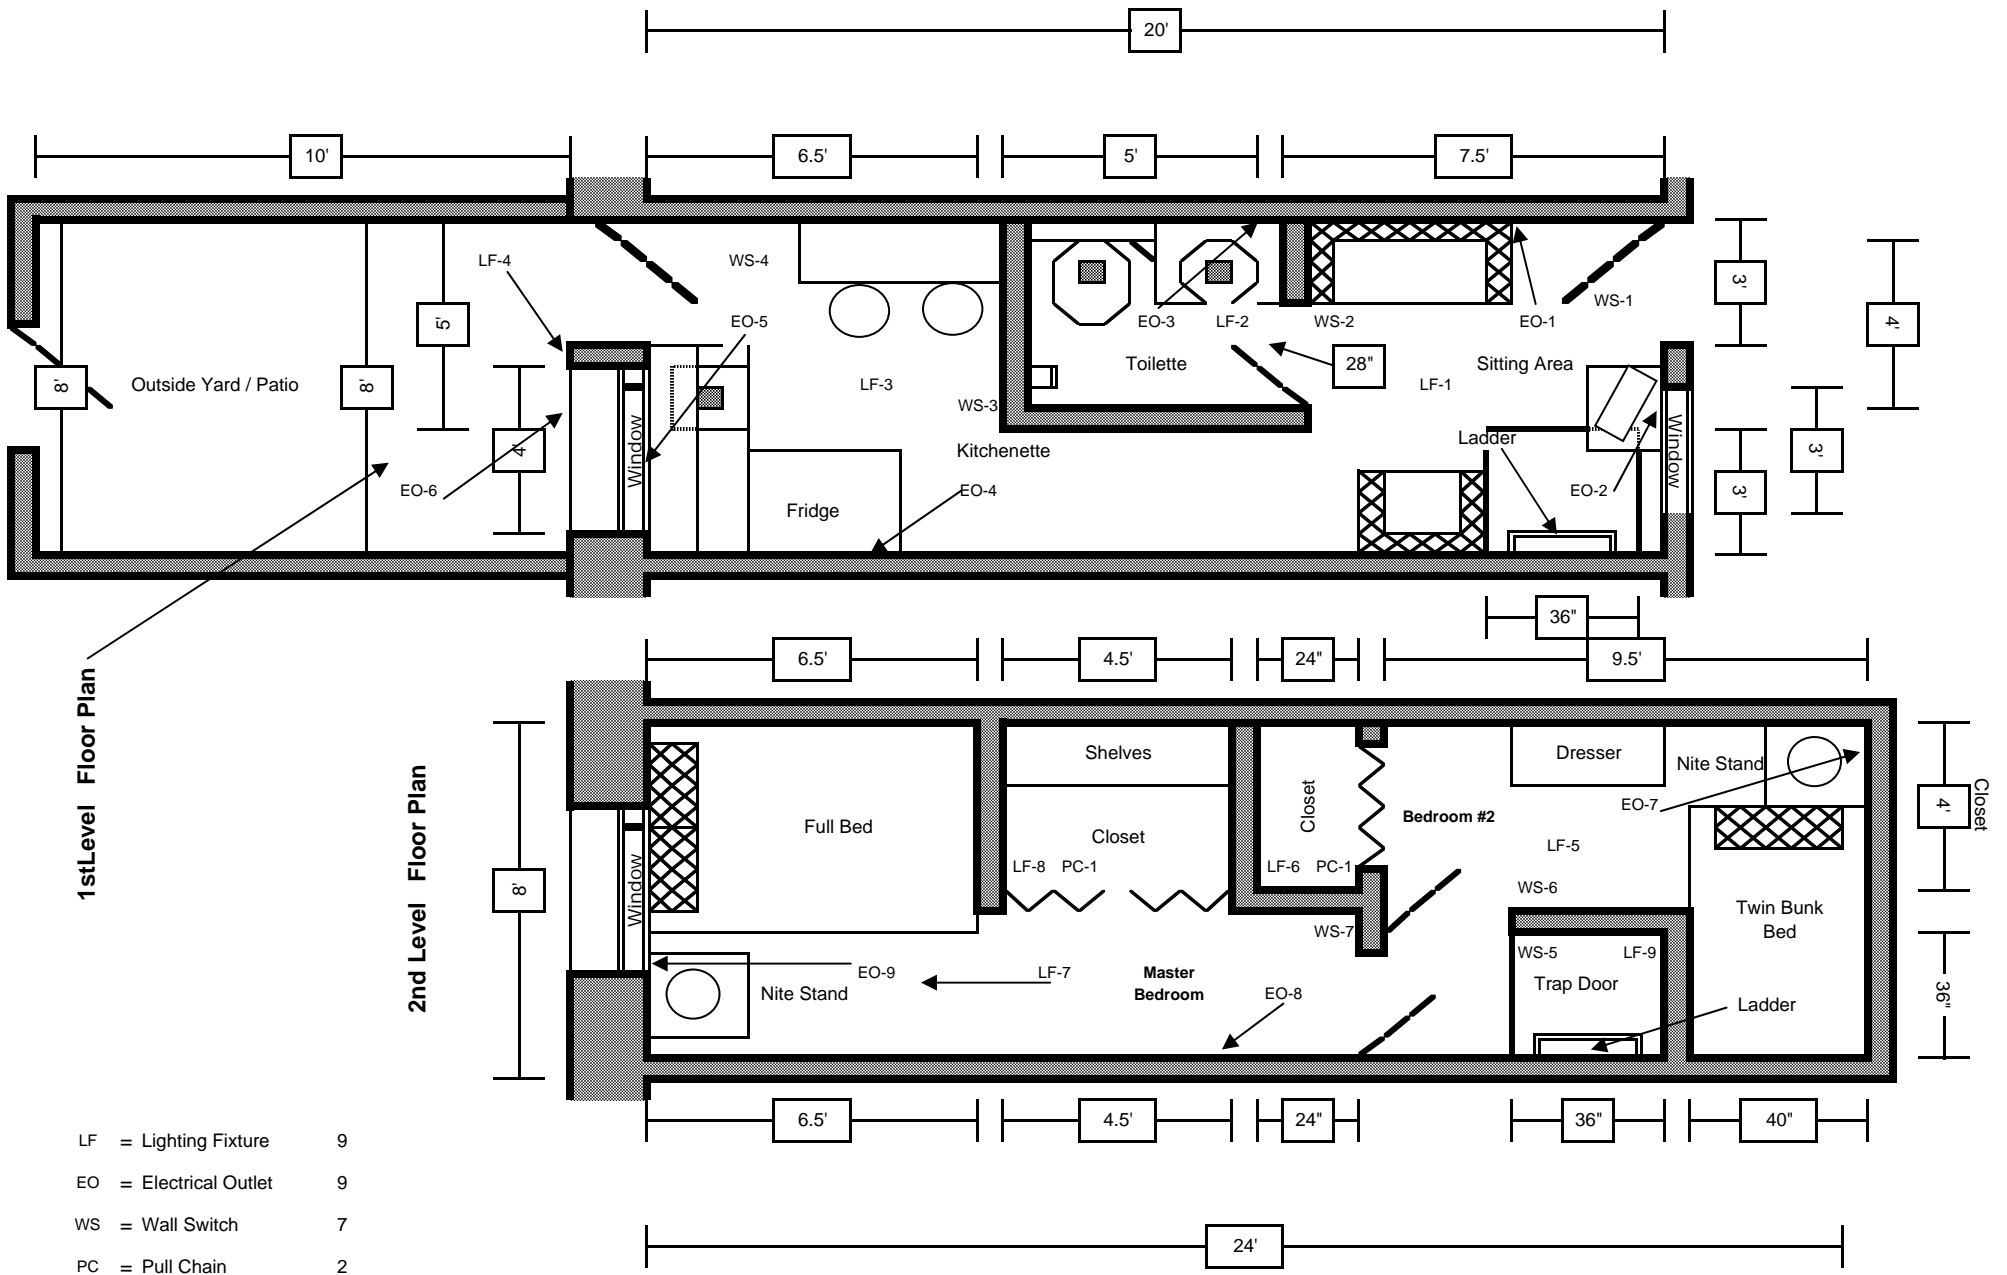 20'
10'
6.5'
5'
7.5'
LF-4
WS-4
3'
WS-1
5'
EO-5
EO-3
LF-2
WS-2
EO-1
4'
8'
Outside Yard / Patio
8'
Toilette
28"
Sitting Area
LF-3
LF-1
WS-3
4'
Window
Kitchenette
Ladder
Window
3'
EO-6
EO-4
EO-2
3'
Fridge
36"
1stLevel Floor Plan
6.5'
4.5'
24"
9.5'
2nd Level Floor Plan
Shelves
Dresser
Nite Stand
Closet
EO-7
4'
Closet
Full Bed
Closet
Bedroom #2
LF-5
LF-8 PC-1
LF-6 PC-1
8'
Window
WS-6
Twin Bunk
Bed
WS-7
WS-5
LF-9
EO-9
LF-7
Master
Bedroom
Trap Door
Nite Stand
EO-8
Ladder
36"
6.5'
4.5'
24"
36"
40"
LF = Lighting Fixture 9
EO = Electrical Outlet 9
WS = Wall Switch 7
PC = Pull Chain 2
24'